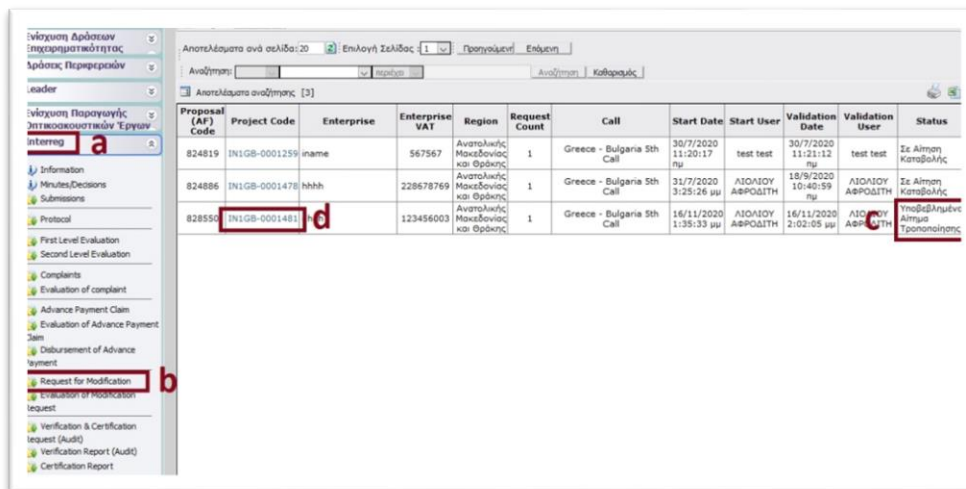 Ενίσχυση Δράσεων
Επιχειρηματικότητας
Δράσεις Περιφερειών
Leader
Ενίσχυση Παραγωγής
Οπτικοακουστικών Έργων
Interreg a
Information
Minutes/Decisions
Submissions
Protocol
First Level Evaluation
Second Level Evaluation
Complaints
Evaluation of complaint
Advance Payment Claim
Evaluation of Advance Payment
Claim
Disbursement of Advance
Payment
Request for Modification b
Evaluation of Modification
Request
Verification & Certification
Request (Audit)
Verification Report (Audit)
Certification Report
Αποτελέσματα ανά σελίδα: 20 Επιλογή Σελίδας : 1 Προηγούμενη Επόμενη
Αναζήτηση: περιέχει Αναζήτηση Καθαρισμός
Αποτελέσματα αναζήτησης [3]
Proposal (AF) Code Project Code Enterprise Enterprise VAT Region Request Count Call Start Date Start User Validation Date Validation User Status
824819 IN1GB-0001259 iname 567567 Ανατολικής Μακεδονίας και Θράκης 1 Greece - Bulgaria 5th Call 30/7/2020 11:20:17 πμ test test 30/7/2020 11:21:12 πμ test test Σε Αίτηση Καταβολής
824886 IN1GB-0001478 hhhh 228678769 Ανατολικής Μακεδονίας και Θράκης 1 Greece - Bulgaria 5th Call 31/7/2020 3:25:26 μμ ΛΙΟΛΙΟΥ ΑΦΡΟΔΙΤΗ 18/9/2020 10:40:59 πμ ΛΙΟΛΙΟΥ ΑΦΡΟΔΙΤΗ Σε Αίτηση Καταβολής
828550 IN1GB-0001481 d 123456003 Ανατολικής Μακεδονίας και Θράκης 1 Greece - Bulgaria 5th Call 16/11/2020 1:35:33 μμ ΛΙΟΛΙΟΥ ΑΦΡΟΔΙΤΗ 16/11/2020 2:02:05 μμ ΛΙΟΛΙΟΥ ΑΦΡΟΔΙΤΗ c Υποβεβλημένο Αίτημα Τροποποίησης